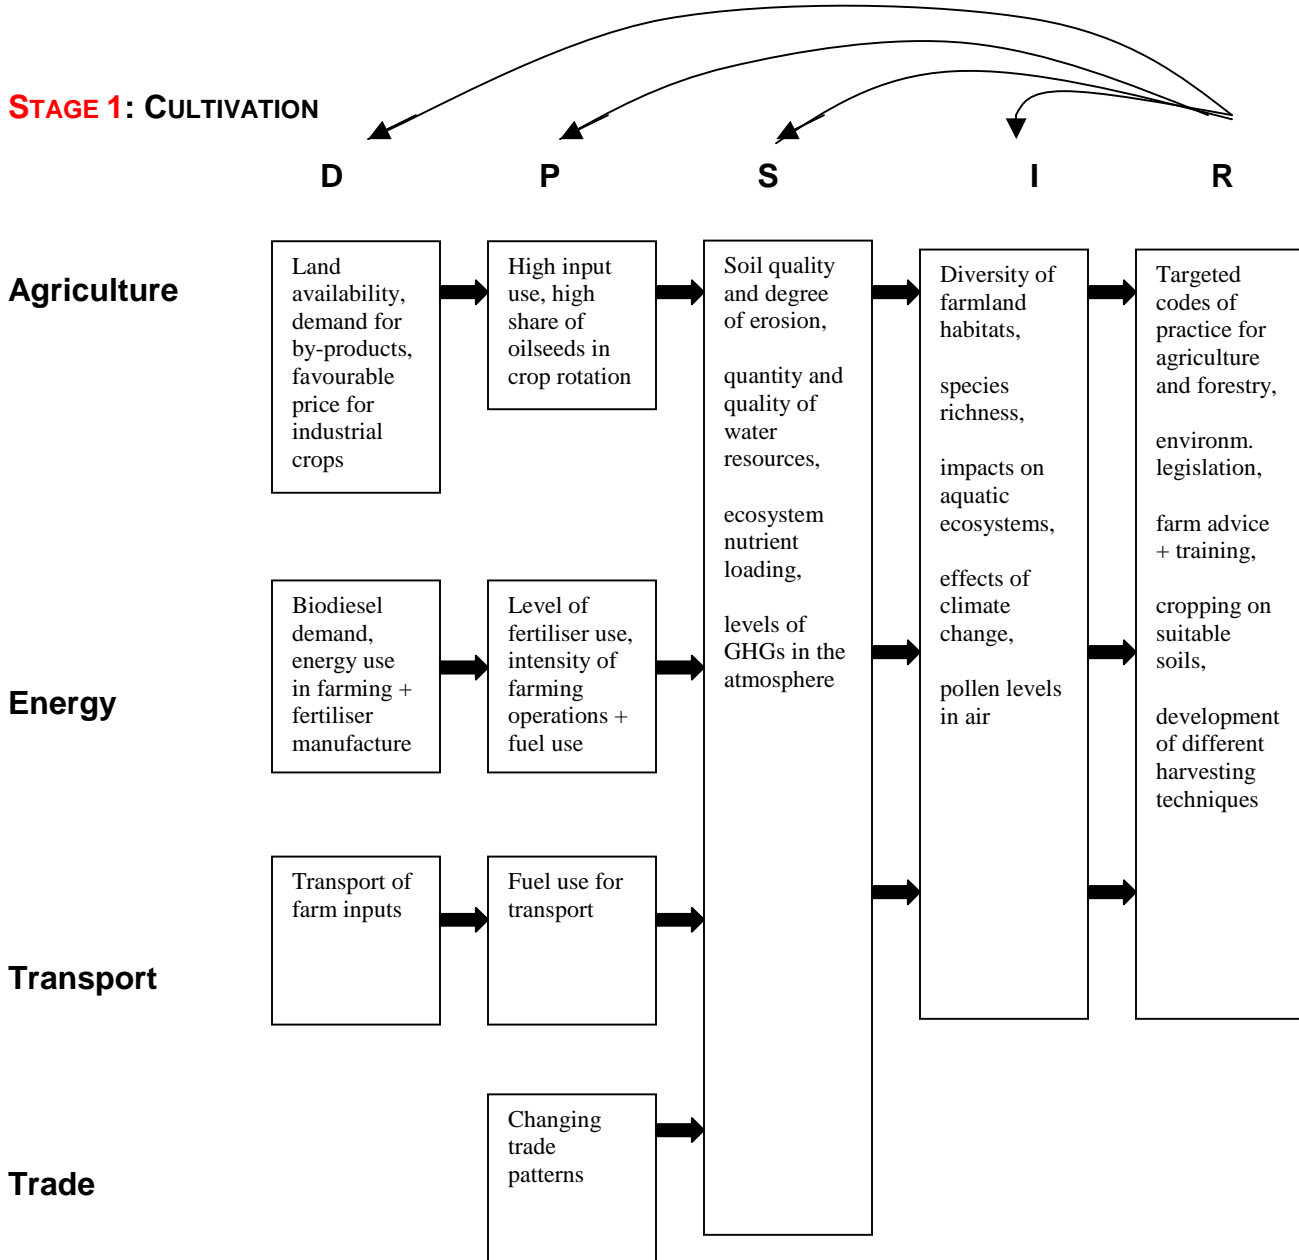 STAGE 1: CULTIVATION
D P S I R
Agriculture
Land
availability,
demand for
by-products,
favourable
price for
industrial
crops
High input
use, high
share of
oilseeds in
crop rotation
Soil quality
and degree
of erosion,
quantity and
quality of
water
resources,
ecosystem
nutrient
loading,
levels of
GHGs in the
atmosphere
Diversity of
farmland
habitats,
species
richness,
impacts on
aquatic
ecosystems,
effects of
climate
change,
pollen levels
in air
Targeted
codes of
practice for
agriculture
and forestry,
environm.
legislation,
farm advice
+ training,
cropping on
suitable
soils,
development
of different
harvesting
techniques
Energy
Biodiesel
demand,
energy use
in farming +
fertiliser
manufacture
Level of
fertiliser use,
intensity of
farming
operations +
fuel use
Transport
Transport of
farm inputs
Fuel use for
transport
Trade
Changing
trade
patterns